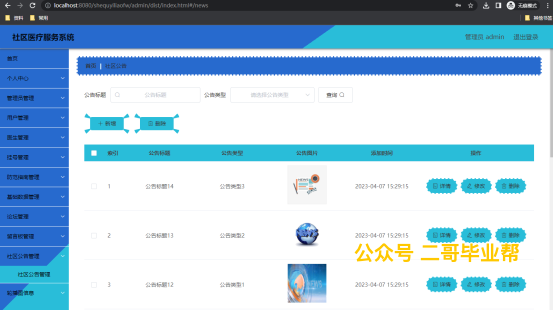 localhost:8080/shequyiliaofw/admin/dist/index.html#/news
无痕模式
资料
常用
其他书签
社区医疗服务系统
管理员 admin
退出登录
首页
个人中心
管理员管理
用户管理
医生管理
挂号管理
基础数据管理
论坛管理
社区公告管理
社区公告管理
轮播图信息
首页 社区公告
公告标题 公告标题 公告类型 请选择公告类型 查询
+ 新增 删除
索引 公告标题 公告类型 公告图片 添加时间 操作
1 公告标题14 公告类型3 2023-04-07 15:29:15 详情 修改 删除
2 公告标题13 公告类型2 2023-04-07 15:29:15 详情 修改 删除
公众号 二哥毕业帮
3 公告标题12 公告类型1 2023-04-07 15:29:15 详情 修改 删除